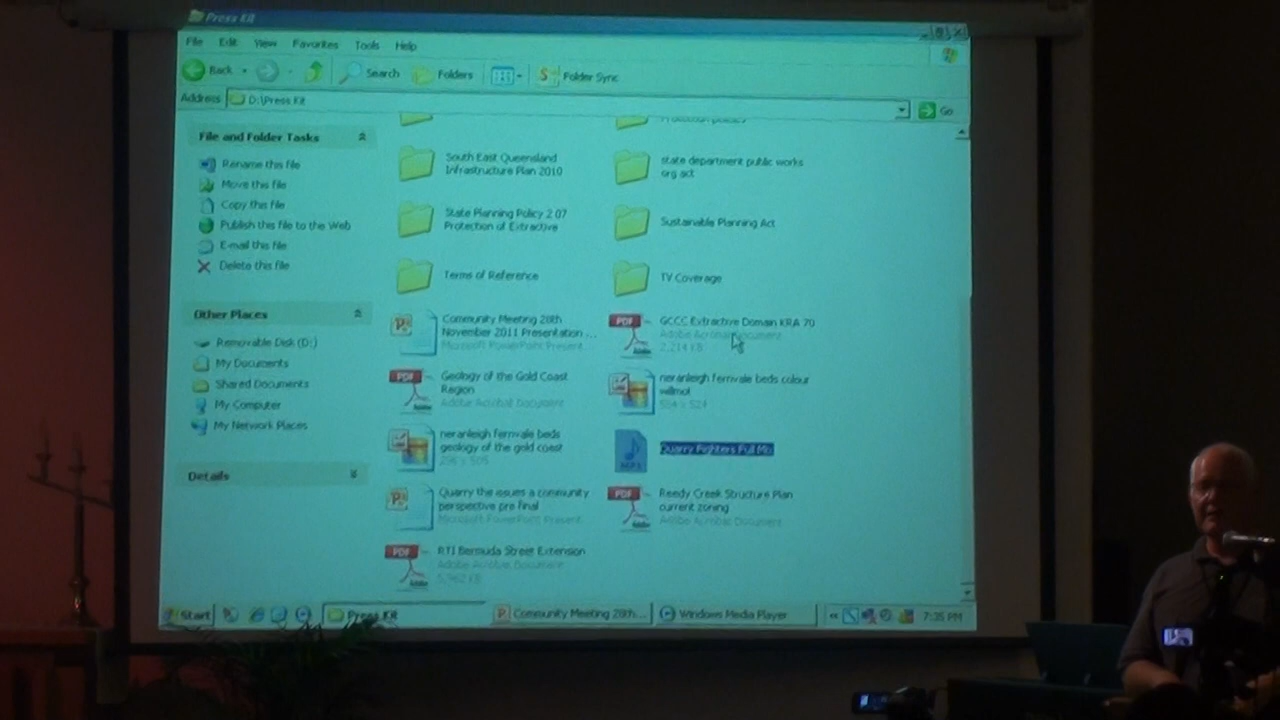 Press Kit
File Edit View Favorites Tools Help
Back Search Folders Folder Sync
Address D:\Press Kit Go
File and Folder Tasks
Rename this file
Move this file
Copy this file
Publish this file to the Web
E-mail this file
Delete this file
Other Places
Removable Disk (D:)
My Documents
Shared Documents
My Computer
My Network Places
Details
South East Queensland
Infrastructure Plan 2010
state department public works
org act
State Planning Policy 2 07
Protection of Extractive
Sustainable Planning Act
Terms of Reference
TV Coverage
Community Meeting 28th
November 2011 Presentation ...
Microsoft PowerPoint Present...
PDF
GCCC Extractive Domain KRA 70
Adobe Acrobat Document
2,214 KB
PDF
Geology of the Gold Coast
Region
Adobe Acrobat Document
neranleigh fernvale beds colour
willmot
neranleigh fernvale beds
geology of the gold coast
MP3
Quarry Fighters Full Mix
Quarry the issues a community
perspective pre final
Microsoft PowerPoint Present...
PDF
Reedy Creek Structure Plan
current zoning
Adobe Acrobat Document
PDF
RTI Bermuda Street Extension
Adobe Acrobat Document
Start Press Kit Community Meeting 28th... Windows Media Player 7:35 PM